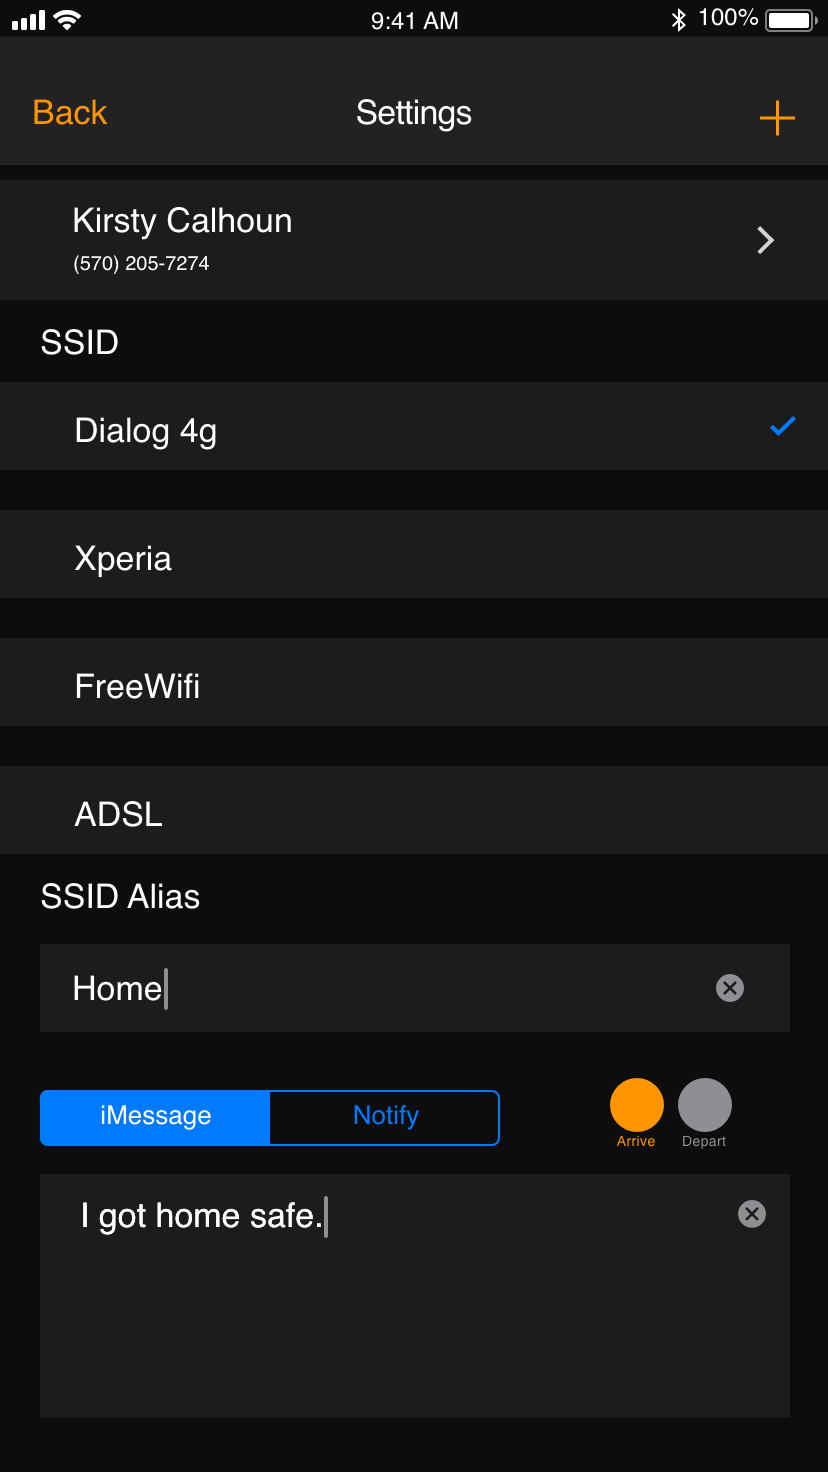 9:41 AM 100%
Back Settings
Kirsty Calhoun
(570) 205-7274
SSID
Dialog 4g
Xperia
FreeWifi
ADSL
SSID Alias
Home
iMessage Notify
Arrive Depart
I got home safe.